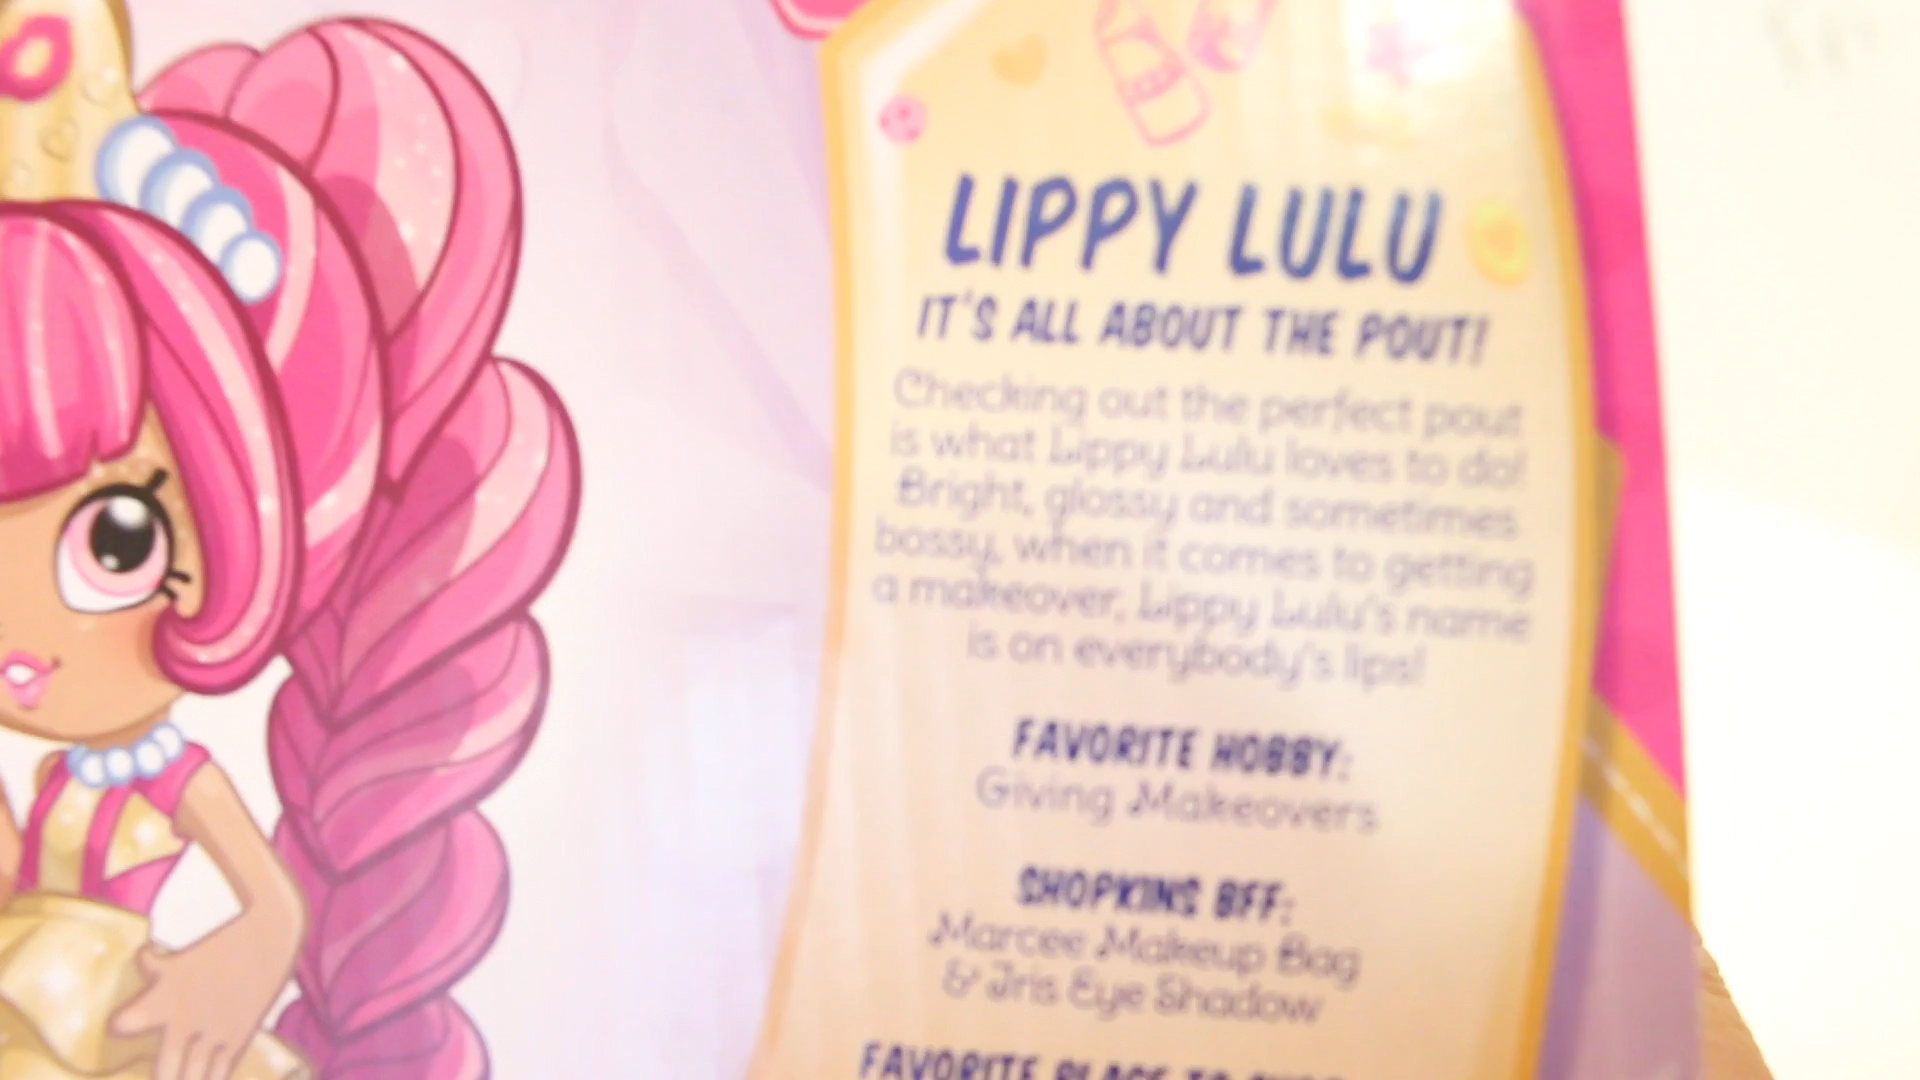 LIPPY LULU
IT'S ALL ABOUT THE POUT!
Checking out the perfect pout
is what Lippy Lulu loves to do!
Bright, glossy and sometimes
bossy, when it comes to getting
a makeover, Lippy Lulu's name
is on everybody's lips!
FAVORITE HOBBY:
Giving Makeovers
SHOPKINS BFF:
Marcee Makeup Bag
& Iris Eye Shadow
FAVORITE PLACE TO